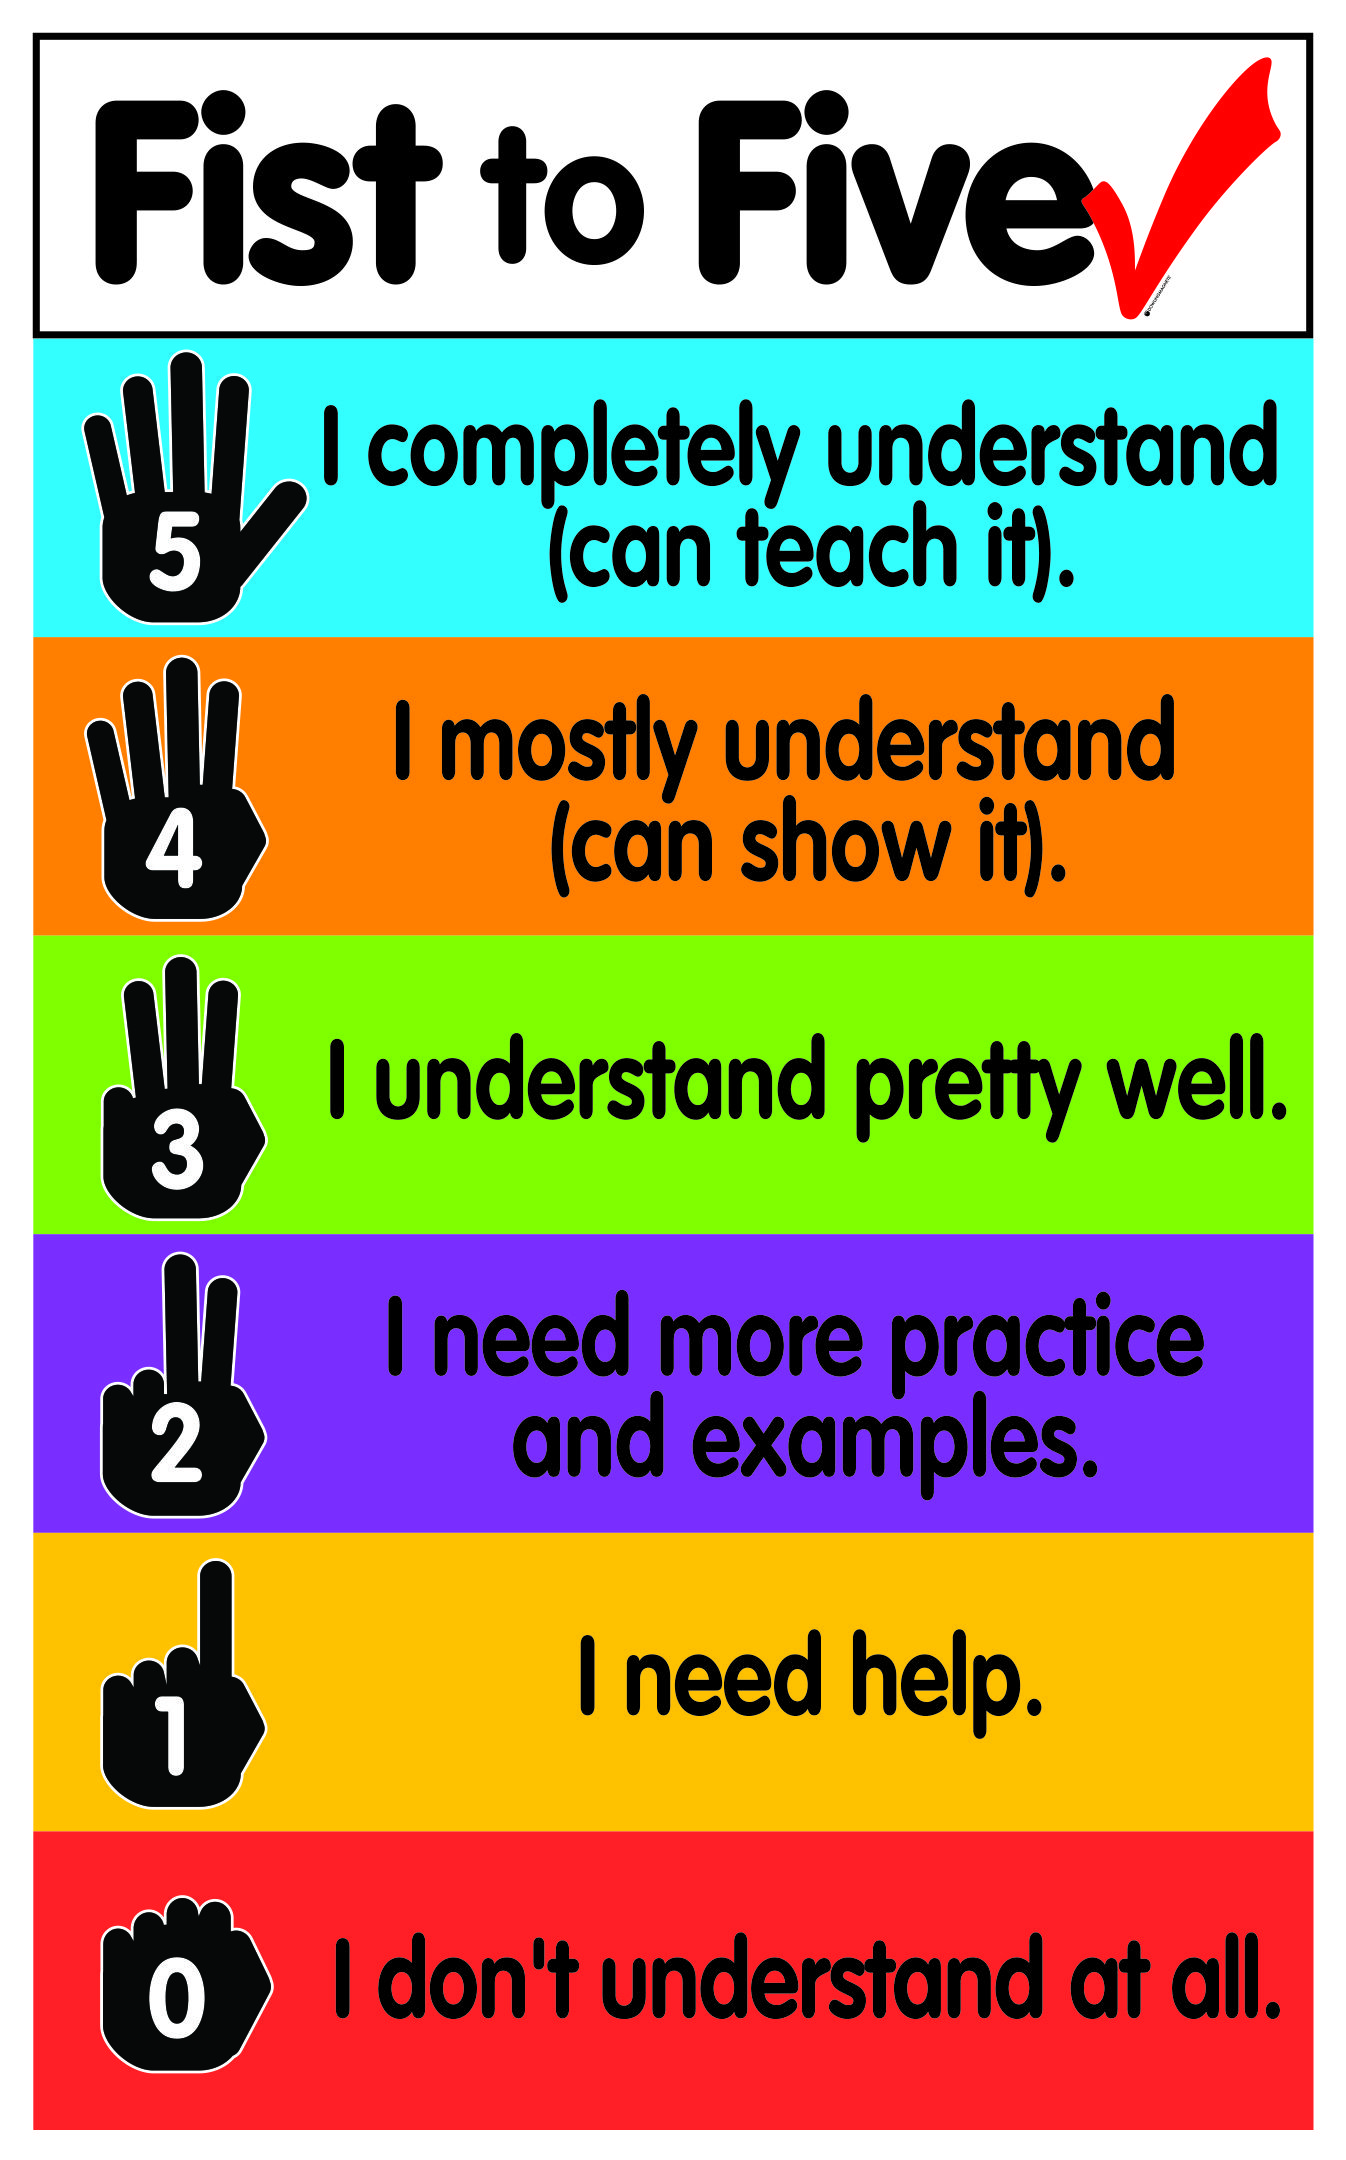 Fist to Five
5
I completely understand
(can teach it).
4
I mostly understand
(can show it).
3
I understand pretty well.
2
I need more practice
and examples.
1
I need help.
0
I don't understand at all.